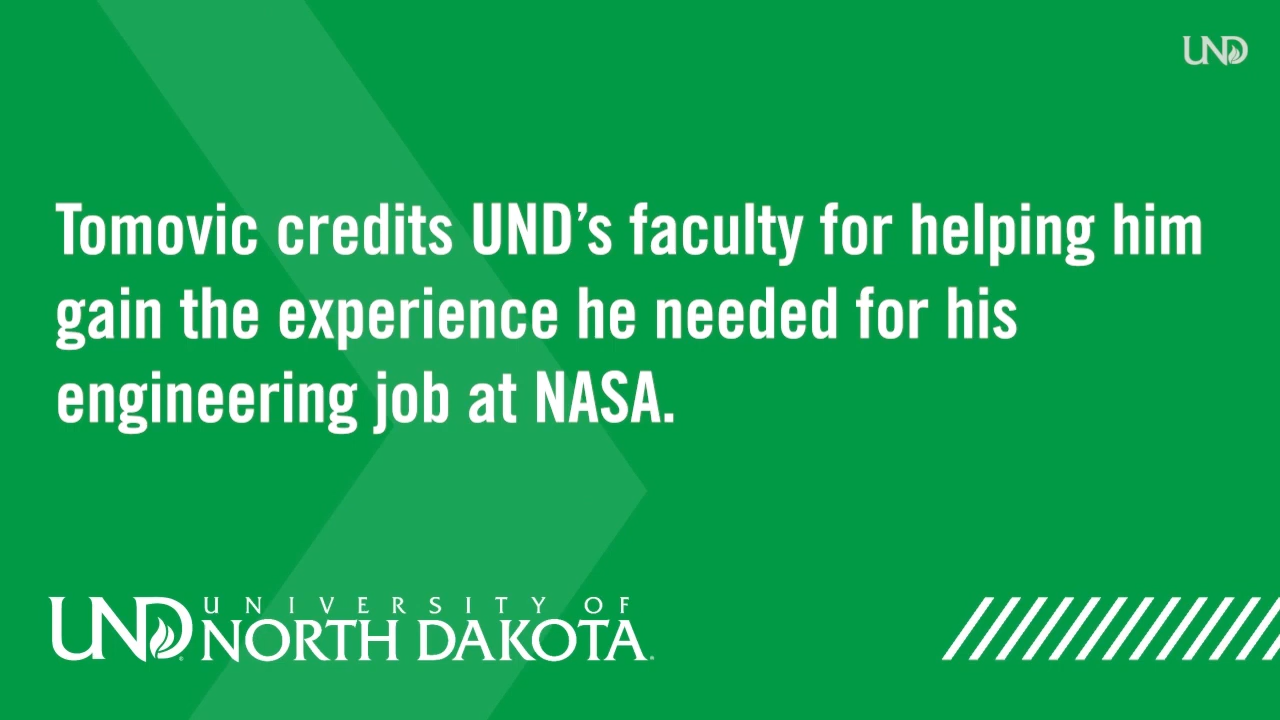 UND
Tomovic credits UND’s faculty for helping him
gain the experience he needed for his
engineering job at NASA.
UND UNIVERSITY OF
NORTH DAKOTA